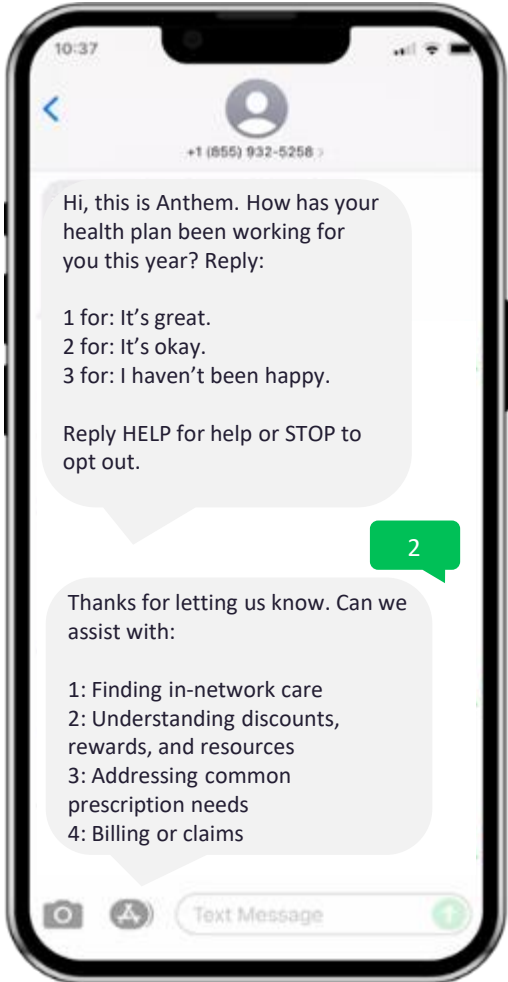 10:37
+1 (855) 932-5258 >
Hi, this is Anthem. How has your
health plan been working for
you this year? Reply:
1 for: It’s great.
2 for: It’s okay.
3 for: I haven’t been happy.
Reply HELP for help or STOP to
opt out.
2
Thanks for letting us know. Can we
assist with:
1: Finding in-network care
2: Understanding discounts,
rewards, and resources
3: Addressing common
prescription needs
4: Billing or claims
Text Message